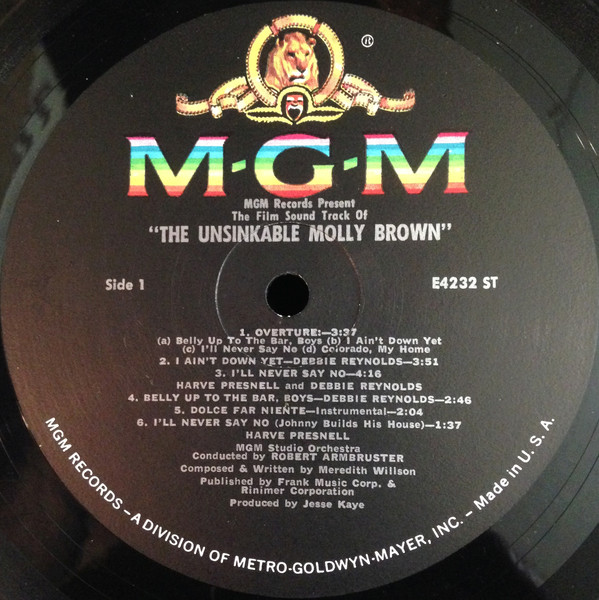 ®
M-G-M
MGM Records Present
The Film Sound Track Of
"THE UNSINKABLE MOLLY BROWN"
Side 1
E4232 ST
1. OVERTURE:—3:37
(a) Belly Up To The Bar, Boys (b) I Ain't Down Yet
(c) I'll Never Say No (d) Colorado, My Home
2. I AIN'T DOWN YET—DEBBIE REYNOLDS—3:51
3. I'LL NEVER SAY NO—4:16
HARVE PRESNELL and DEBBIE REYNOLDS
4. BELLY UP TO THE BAR, BOYS—DEBBIE REYNOLDS—2:46
5. DOLCE FAR NIENTE—Instrumental—2:04
6. I'LL NEVER SAY NO (Johnny Builds His House)—1:37
HARVE PRESNELL
MGM Studio Orchestra
Conducted by ROBERT ARMBRUSTER
Composed & Written by Meredith Willson
Published by Frank Music Corp. &
Rinimer Corporation
Produced by Jesse Kaye
MGM RECORDS – A DIVISION OF METRO-GOLDWYN-MAYER, INC. – Made in U. S. A.